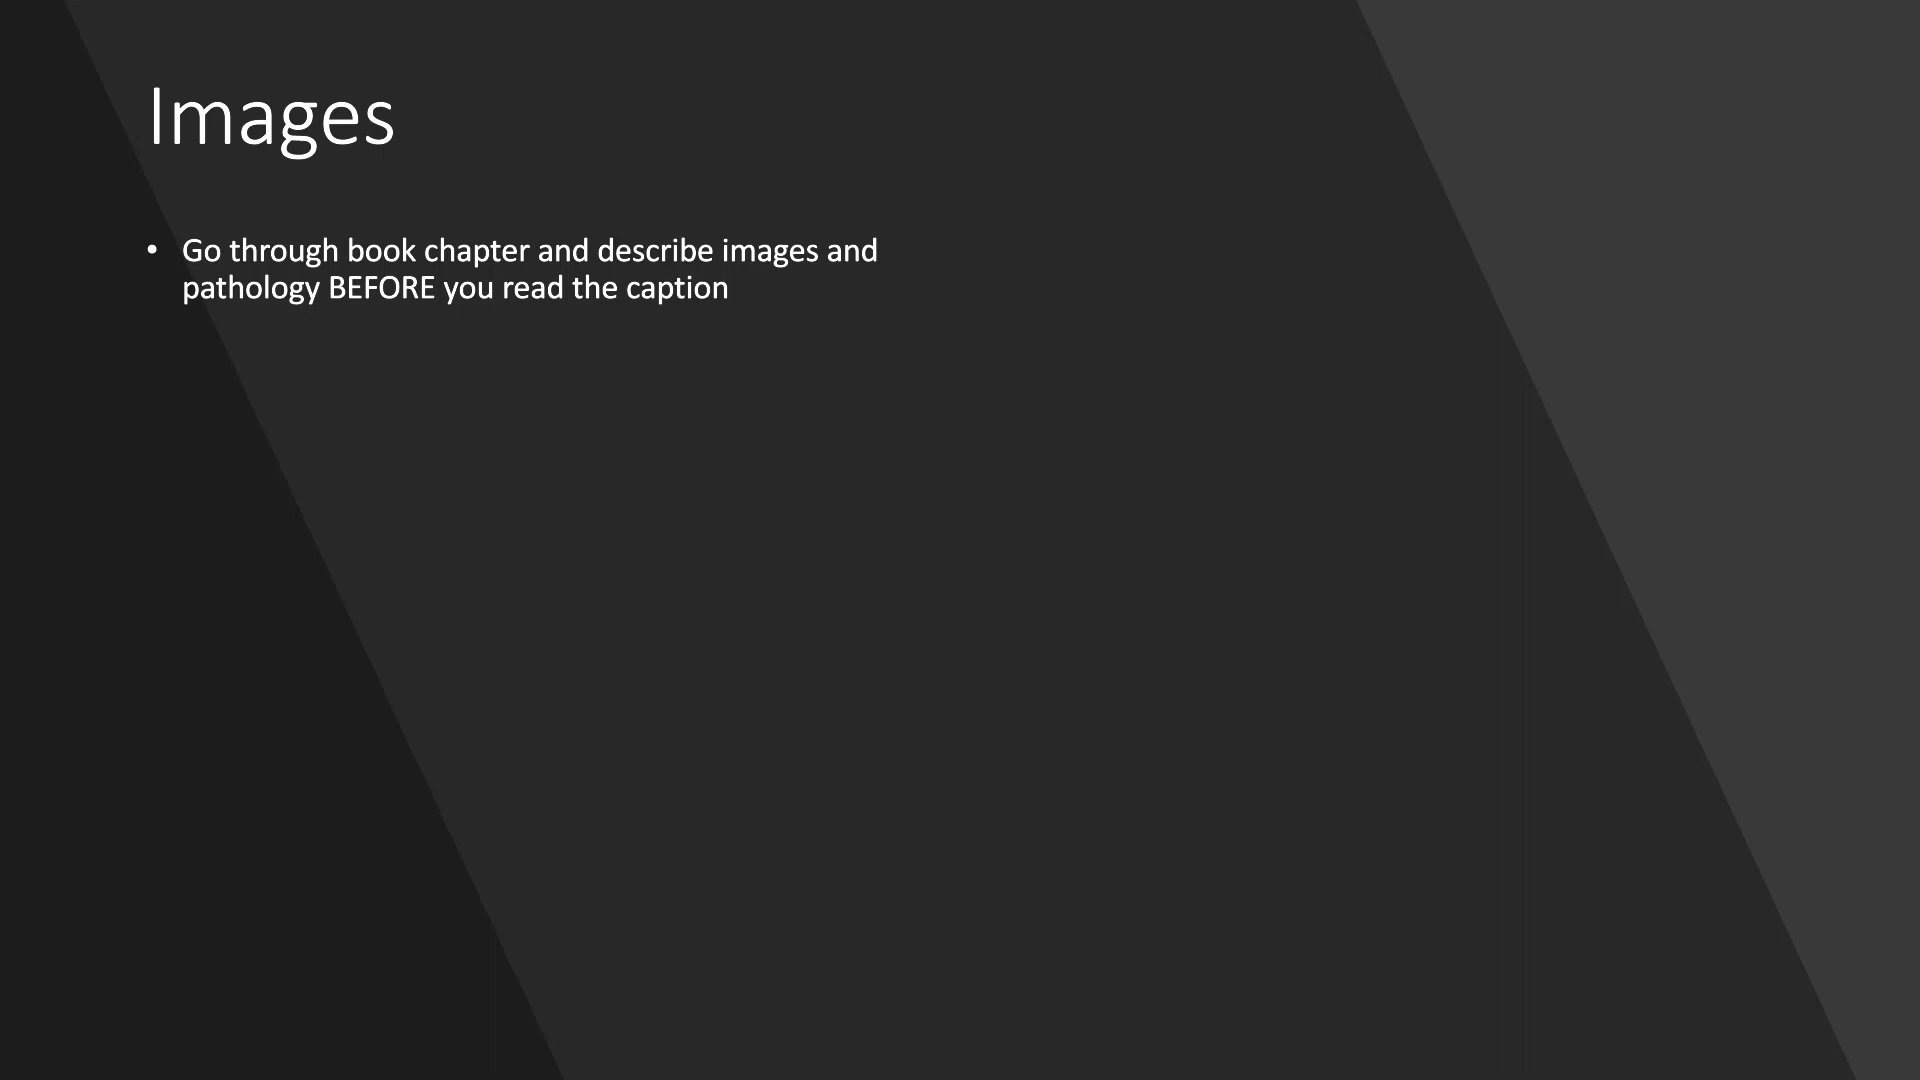 Images
• Go through book chapter and describe images and
pathology BEFORE you read the caption